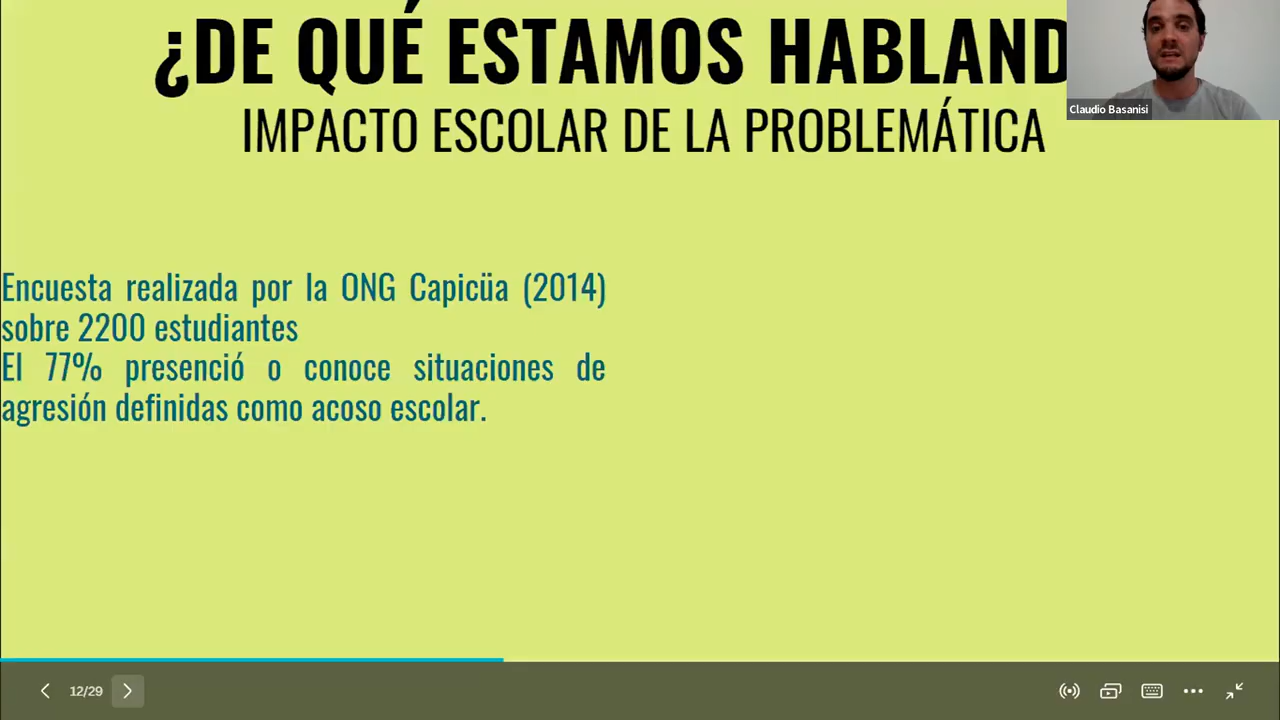 ¿DE QUÉ ESTAMOS HABLAND
IMPACTO ESCOLAR DE LA PROBLEMÁTICA
Claudio Basanisi
Encuesta realizada por la ONG Capicüa (2014)
sobre 2200 estudiantes
El 77% presenció o conoce situaciones de
agresión definidas como acoso escolar.
12/29